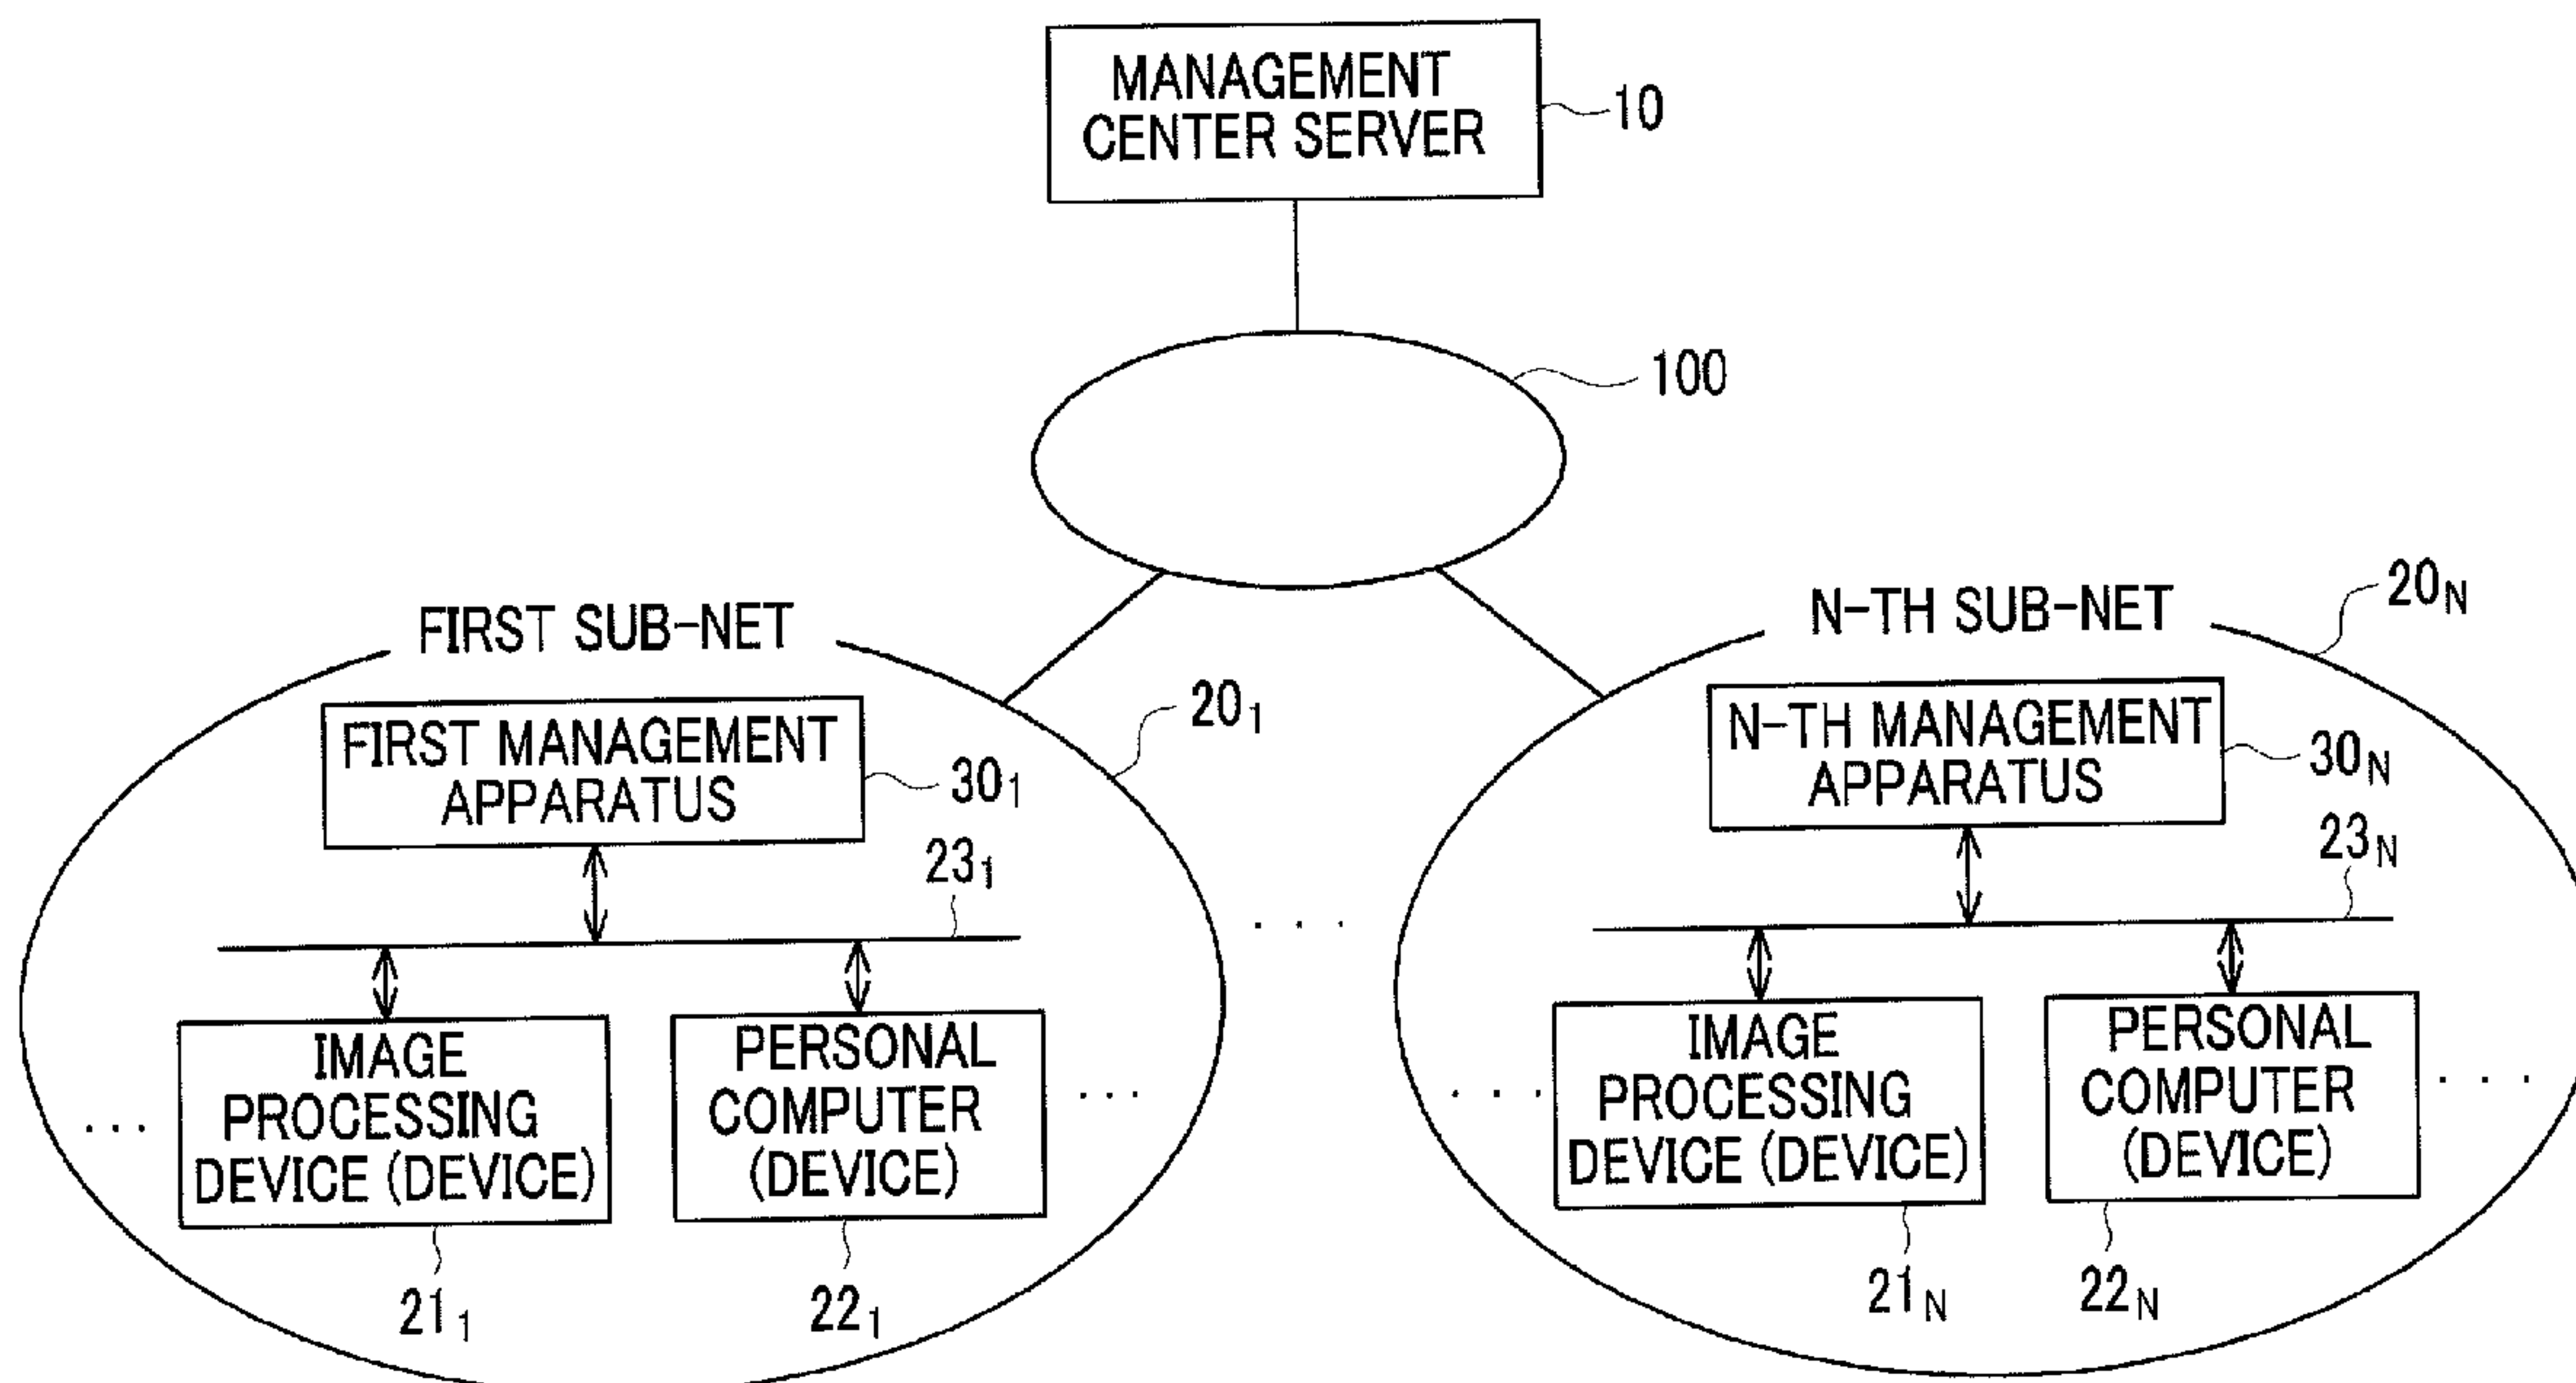 MANAGEMENT
CENTER SERVER
10
100
FIRST SUB-NET
N-TH SUB-NET
20N
FIRST MANAGEMENT
APPARATUS
201
301
N-TH MANAGEMENT
APPARATUS
30N
231
23N
. . .
IMAGE
PROCESSING
DEVICE (DEVICE)
PERSONAL
COMPUTER
(DEVICE)
. . .
. . .
. . .
IMAGE
PROCESSING
DEVICE (DEVICE)
PERSONAL
COMPUTER
(DEVICE)
. . .
211
221
21N
22N